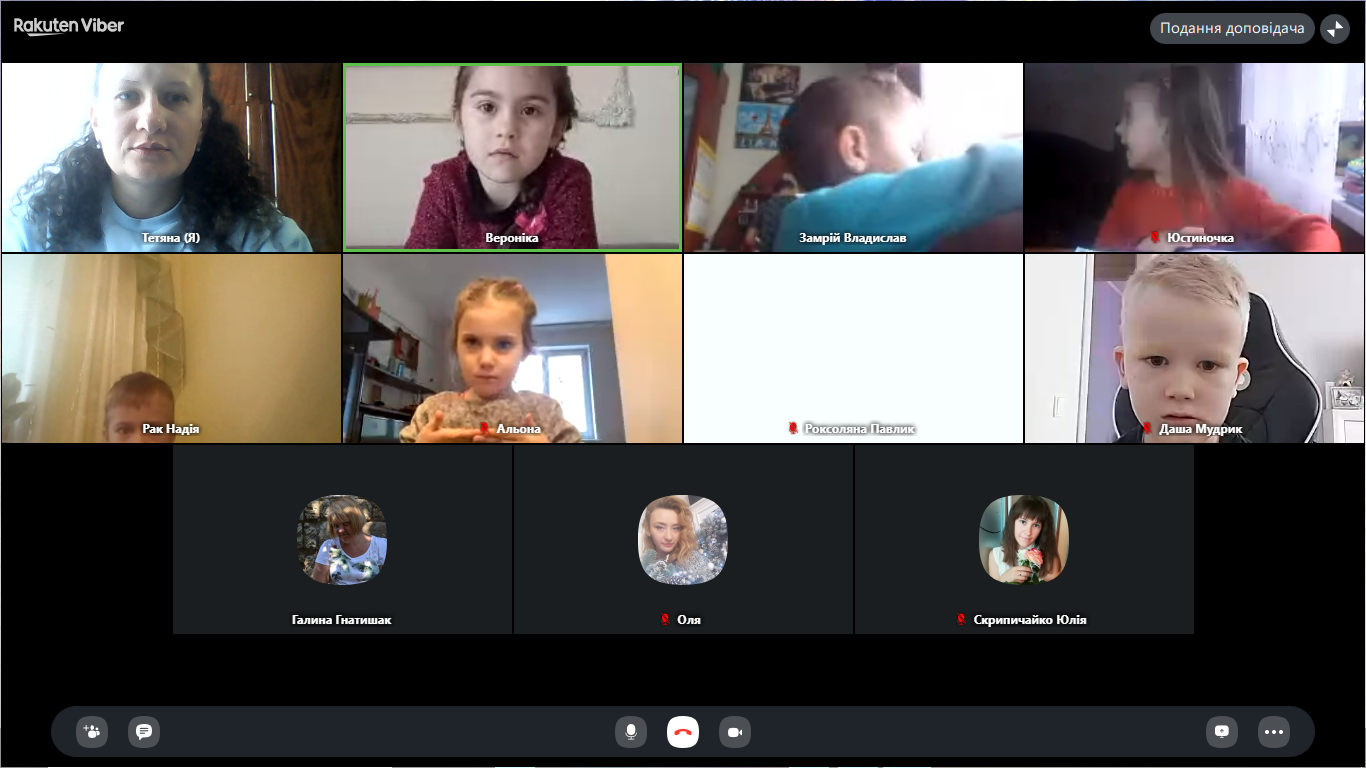 Rakuten Viber
Подання доповідача
Тетяна (Я)
Вероніка
Замрій Владислав
Юстиночка
Рак Надія
Альона
Роксоляна Павлик
Даша Мудрик
Галина Гнатишак
Оля
Скрипичайко Юлія